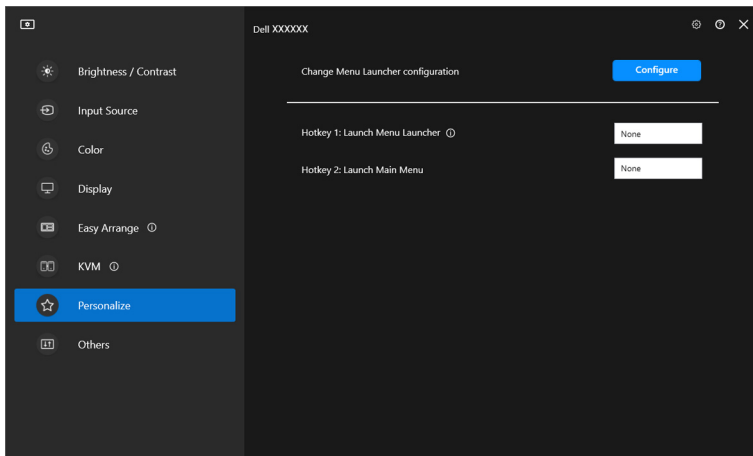 Dell XXXXXX
Brightness / Contrast
Input Source
Color
Display
Easy Arrange
KVM
Personalize
Others
Change Menu Launcher configuration
Configure
Hotkey 1: Launch Menu Launcher
None
Hotkey 2: Launch Main Menu
None